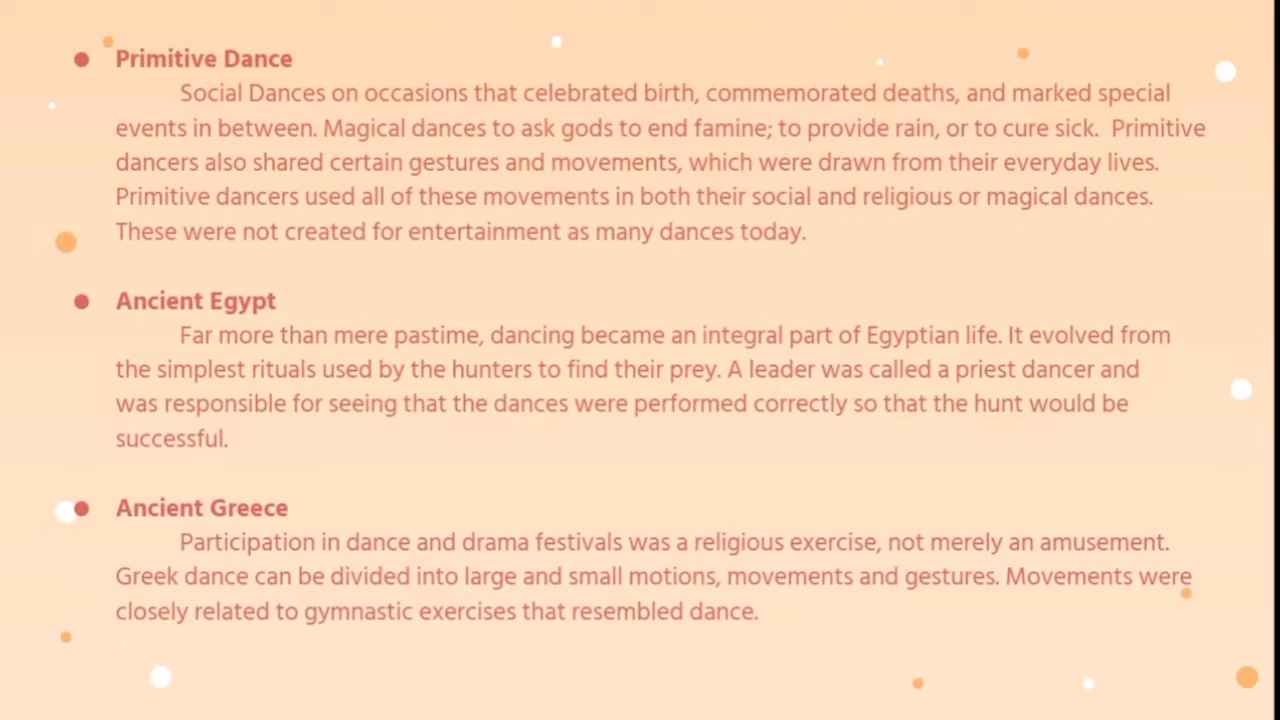 Primitive Dance
Social Dances on occasions that celebrated birth, commemorated deaths, and marked special
events in between. Magical dances to ask gods to end famine; to provide rain, or to cure sick.  Primitive
dancers also shared certain gestures and movements, which were drawn from their everyday lives.
Primitive dancers used all of these movements in both their social and religious or magical dances.
These were not created for entertainment as many dances today.
Ancient Egypt
Far more than mere pastime, dancing became an integral part of Egyptian life. It evolved from
the simplest rituals used by the hunters to find their prey. A leader was called a priest dancer and
was responsible for seeing that the dances were performed correctly so that the hunt would be
successful.
Ancient Greece
Participation in dance and drama festivals was a religious exercise, not merely an amusement.
Greek dance can be divided into large and small motions, movements and gestures. Movements were
closely related to gymnastic exercises that resembled dance.